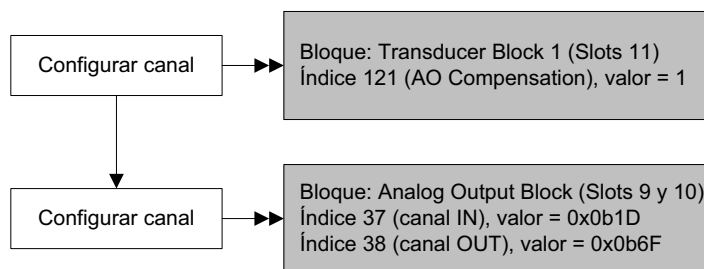 Configurar canal
Bloque: Transducer Block 1 (Slots 11)
Índice 121 (AO Compensation), valor = 1
Configurar canal
Bloque: Analog Output Block (Slots 9 y 10)
Índice 37 (canal IN), valor = 0x0b1D
Índice 38 (canal OUT), valor = 0x0b6F